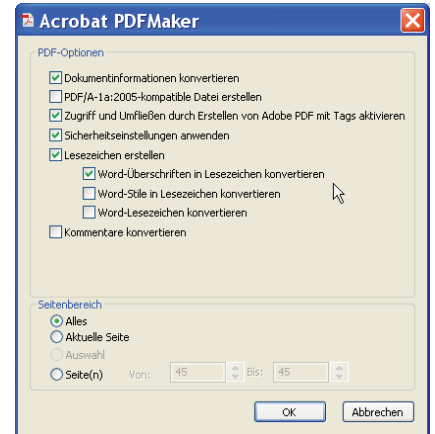 Acrobat PDFMaker
PDF-Optionen
Dokumentinformationen konvertieren
PDF/A-1a:2005-kompatible Datei erstellen
Zugriff und Umfließen durch Erstellen von Adobe PDF mit Tags aktivieren
Sicherheitseinstellungen anwenden
Lesezeichen erstellen
Word-Überschriften in Lesezeichen konvertieren
Word-Stile in Lesezeichen konvertieren
Word-Lesezeichen konvertieren
Kommentare konvertieren
Seitenbereich
Alles
Aktuelle Seite
Auswahl
Seite(n) Von: 45 Bis: 45
OK Abbrechen